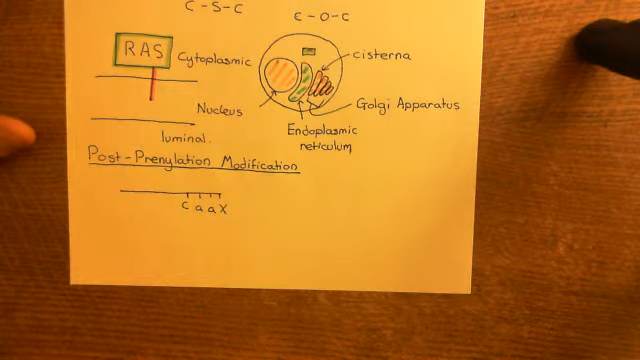 C-S-C
C-O-C
RAS
Cytoplasmic
cisterna
Nucleus
Golgi Apparatus
Endoplasmic
reticulum
luminal.
Post-Prenylation Modification
C a a X